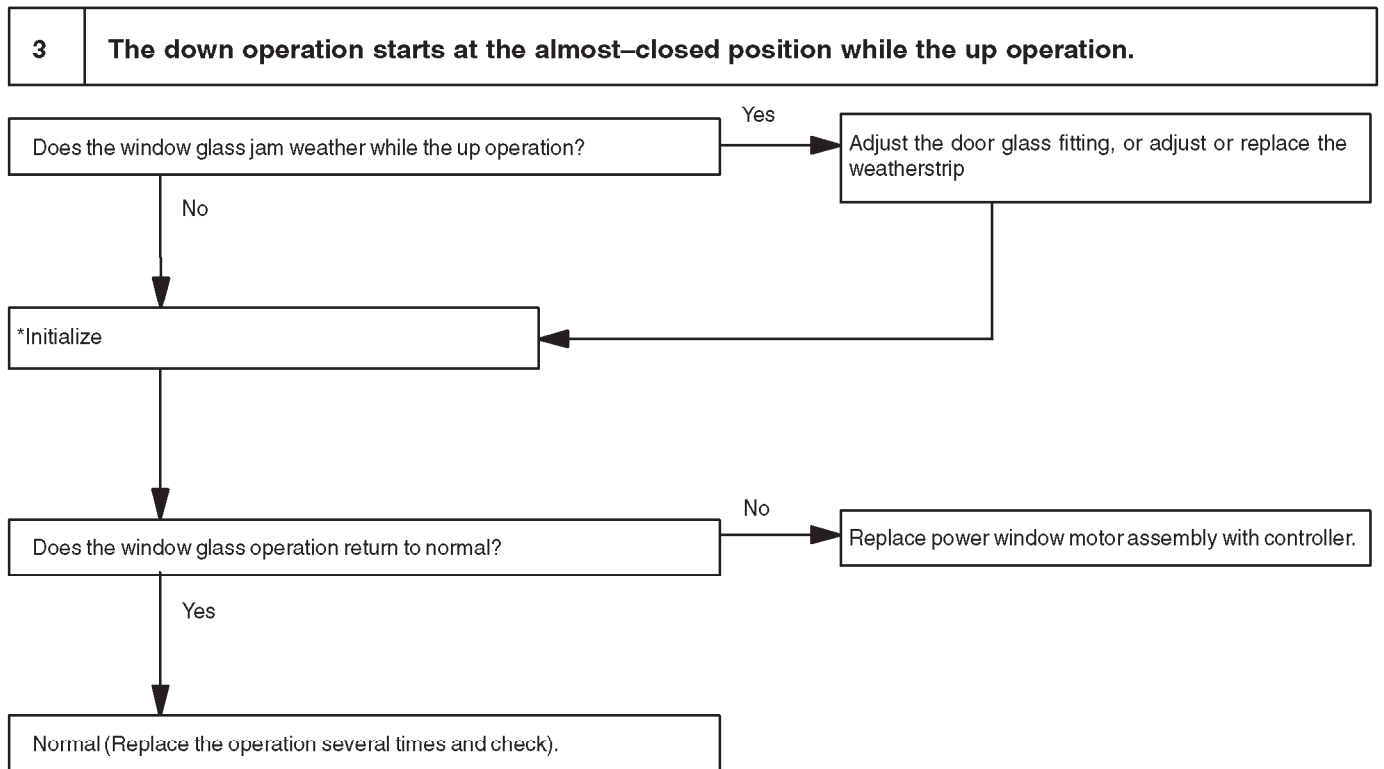 3 The down operation starts at the almost–closed position while the up operation.
Yes
Does the window glass jam weather while the up operation?
Adjust the door glass fitting, or adjust or replace the
weatherstrip
No
*Initialize
No
Does the window glass operation return to normal?
Replace power window motor assembly with controller.
Yes
Normal (Replace the operation several times and check).